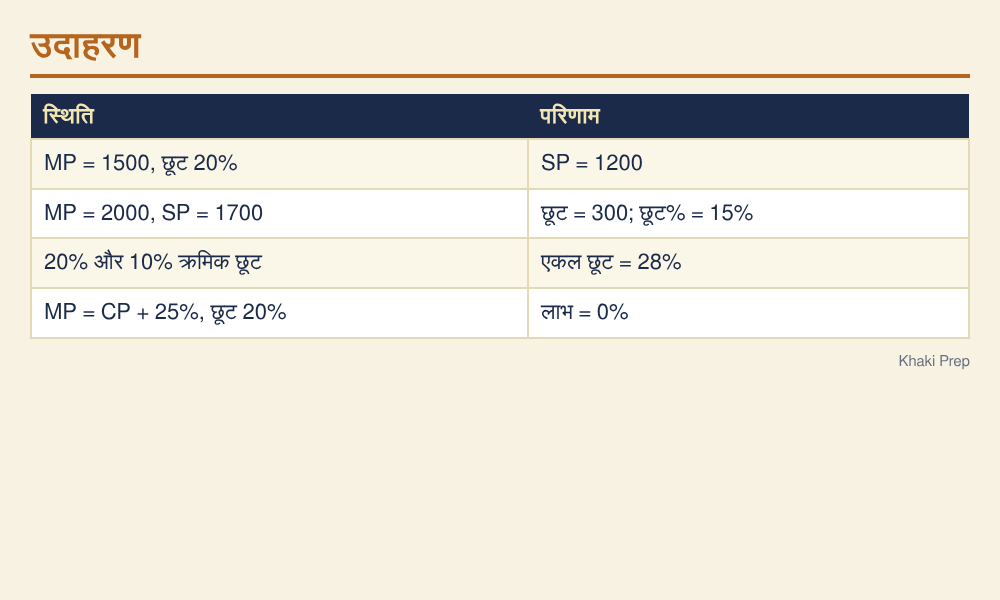 उदाहरण
स्थिति परिणाम
MP = 1500, छूट 20% SP = 1200
MP = 2000, SP = 1700 छूट = 300; छूट% = 15%
20% और 10% क्रमिक छूट एकल छूट = 28%
MP = CP + 25%, छूट 20% लाभ = 0%
Khaki Prep